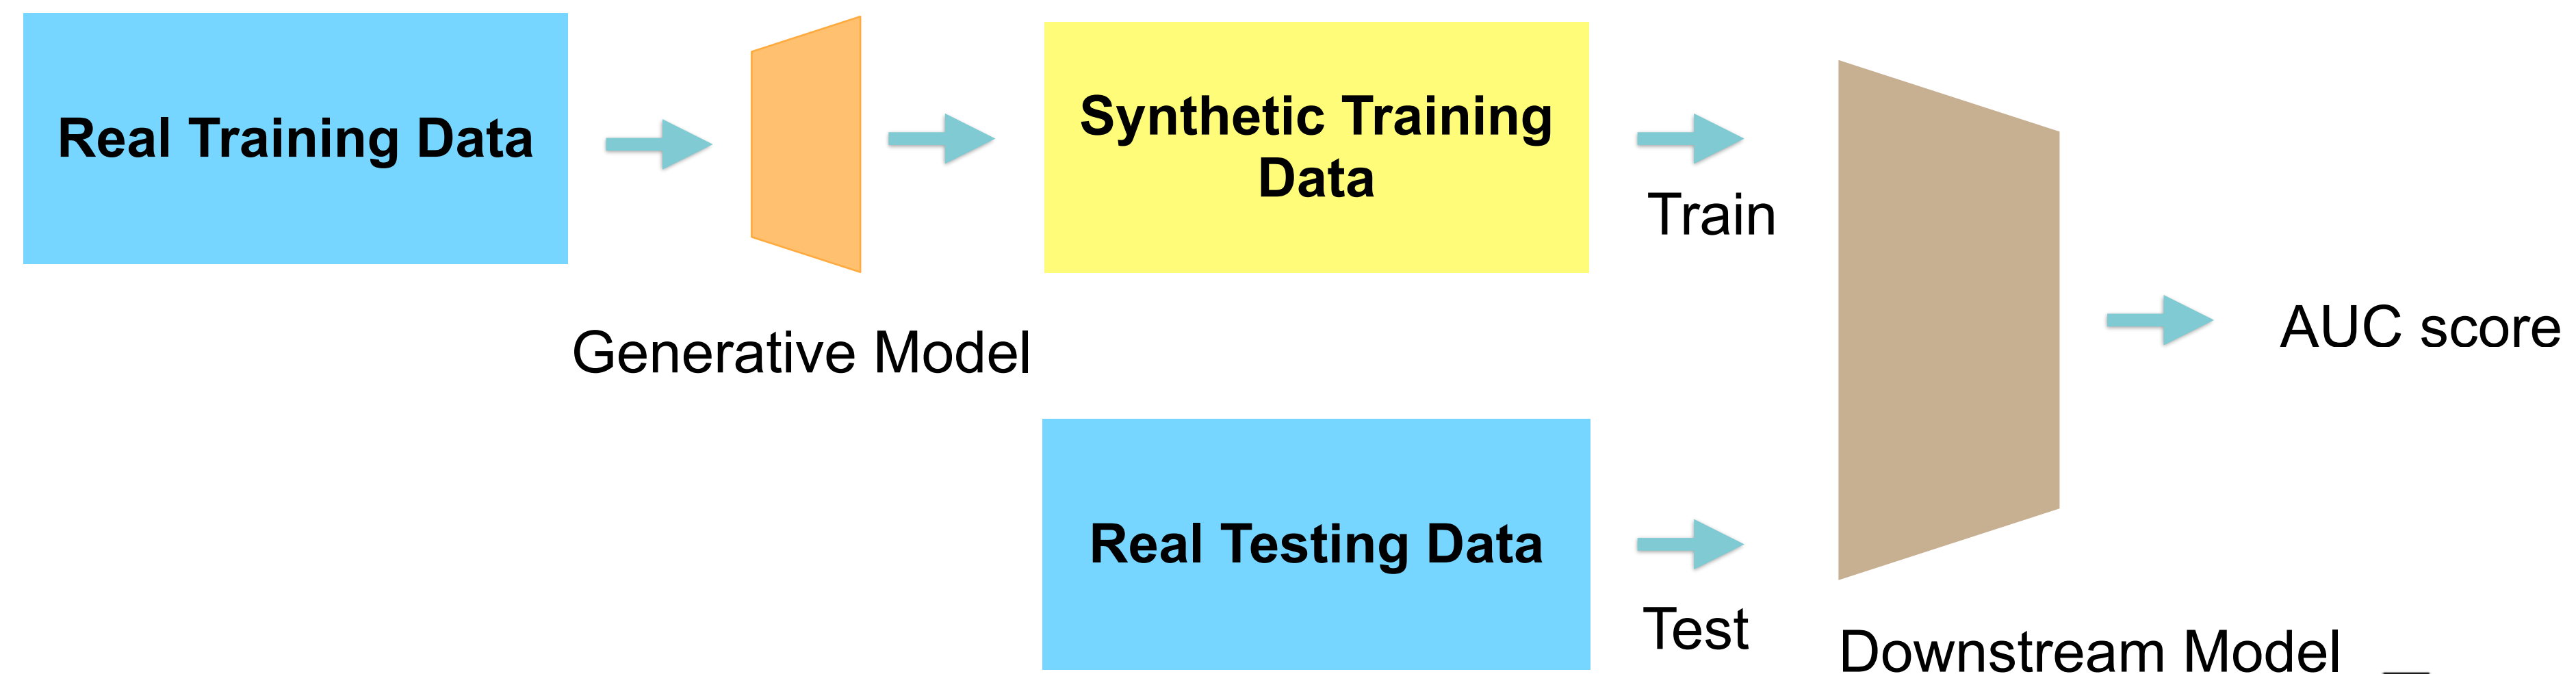 Real Training Data
Synthetic Training
Data
Train
Generative Model
AUC score
Real Testing Data
Test
Downstream Model